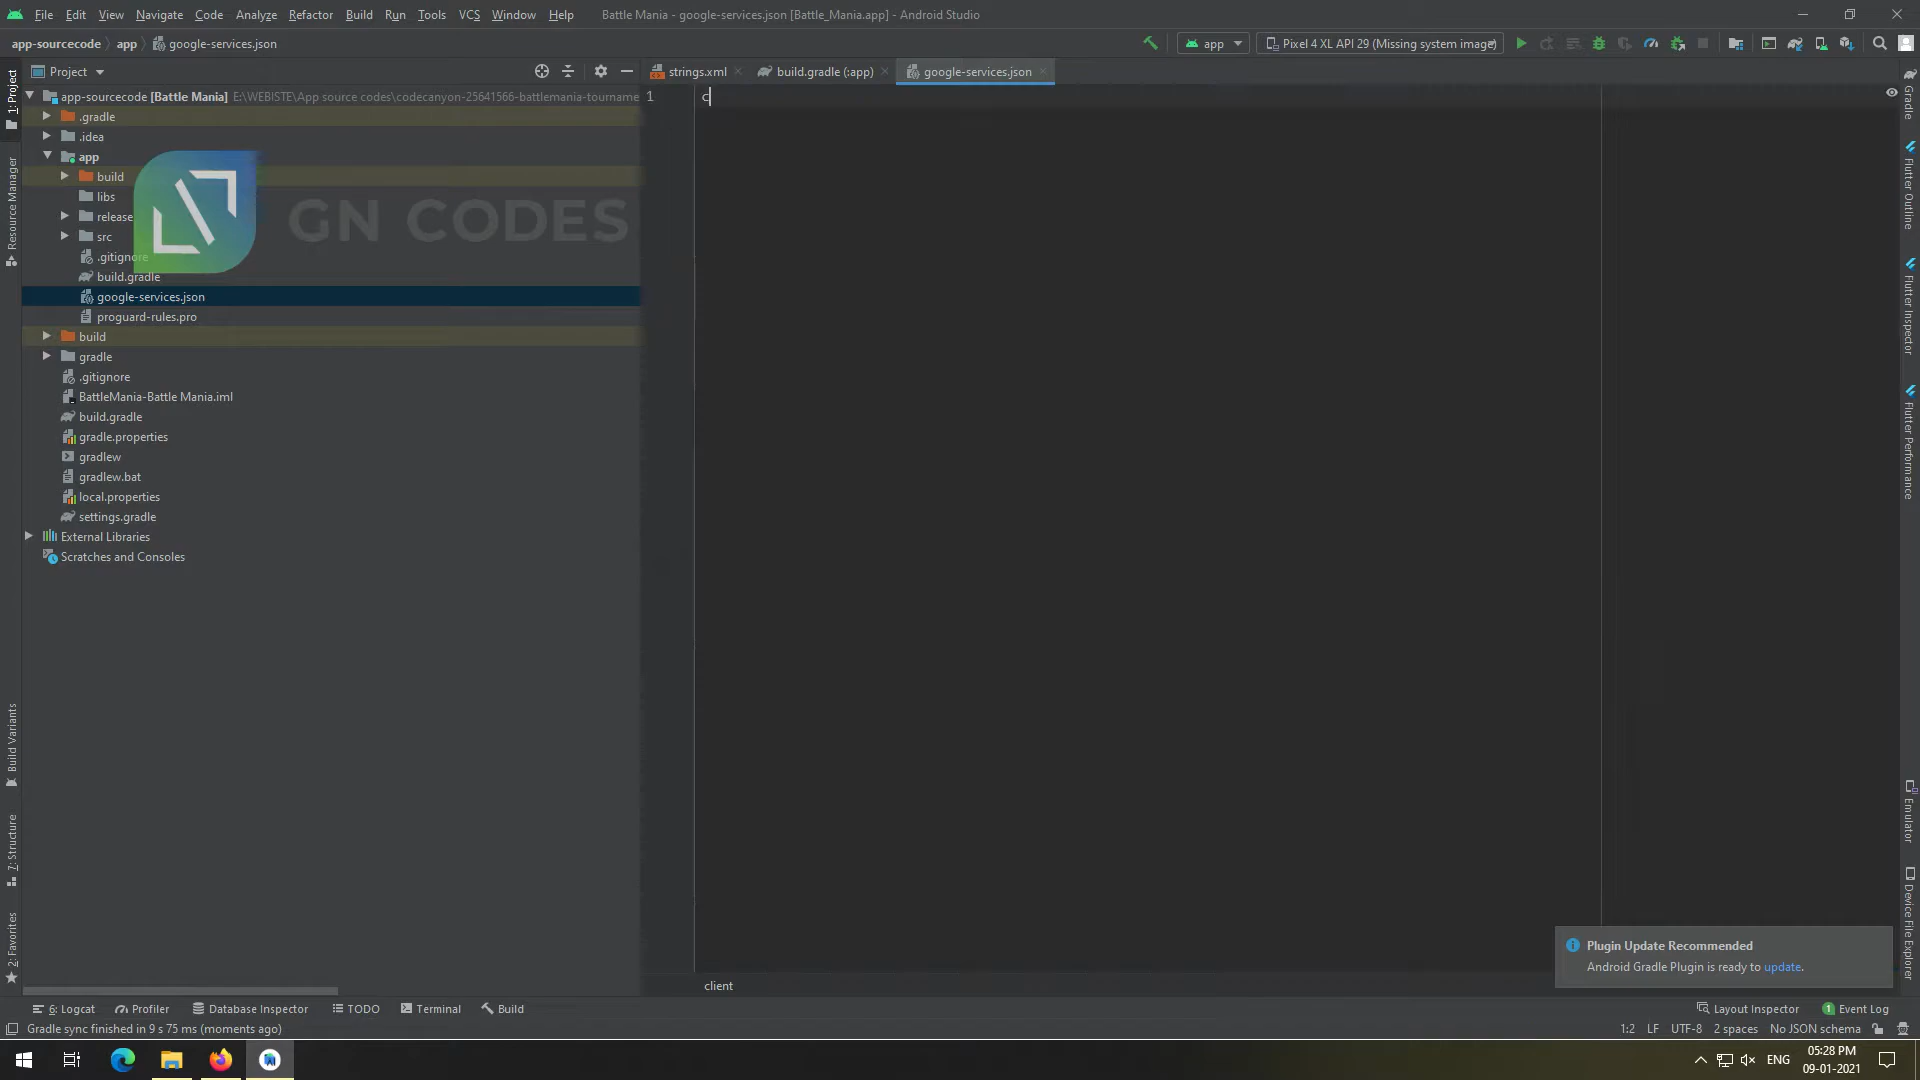 File Edit View Navigate Code Analyze Refactor Build Run Tools VCS Window Help Battle Mania - google-services.json [Battle_Mania.app] - Android Studio
app-sourcecode app google-services.json
app Pixel 4 XL API 29 (Missing system image)
Project
strings.xml build.gradle (:app) google-services.json
app-sourcecode [Battle Mania] E:\WEBISTE\App source codes\codecanyon-25641566-battlemania-tourname
1 c
.gradle
.idea
app
build
libs
release
src
.gitignore
build.gradle
google-services.json
proguard-rules.pro
build
gradle
.gitignore
BattleMania-Battle Mania.iml
build.gradle
gradle.properties
gradlew
gradlew.bat
local.properties
settings.gradle
External Libraries
Scratches and Consoles
GN CODES
1: Project
Resource Manager
Build Variants
7: Structure
2: Favorites
Gradle
Flutter Outline
Flutter Inspector
Flutter Performance
Emulator
Device File Explorer
Plugin Update Recommended
Android Gradle Plugin is ready to update.
client
6: Logcat Profiler Database Inspector TODO Terminal Build Layout Inspector 1 Event Log
Gradle sync finished in 9 s 75 ms (moments ago) 1:2 LF UTF-8 2 spaces No JSON schema
ENG 05:28 PM
09-01-2021